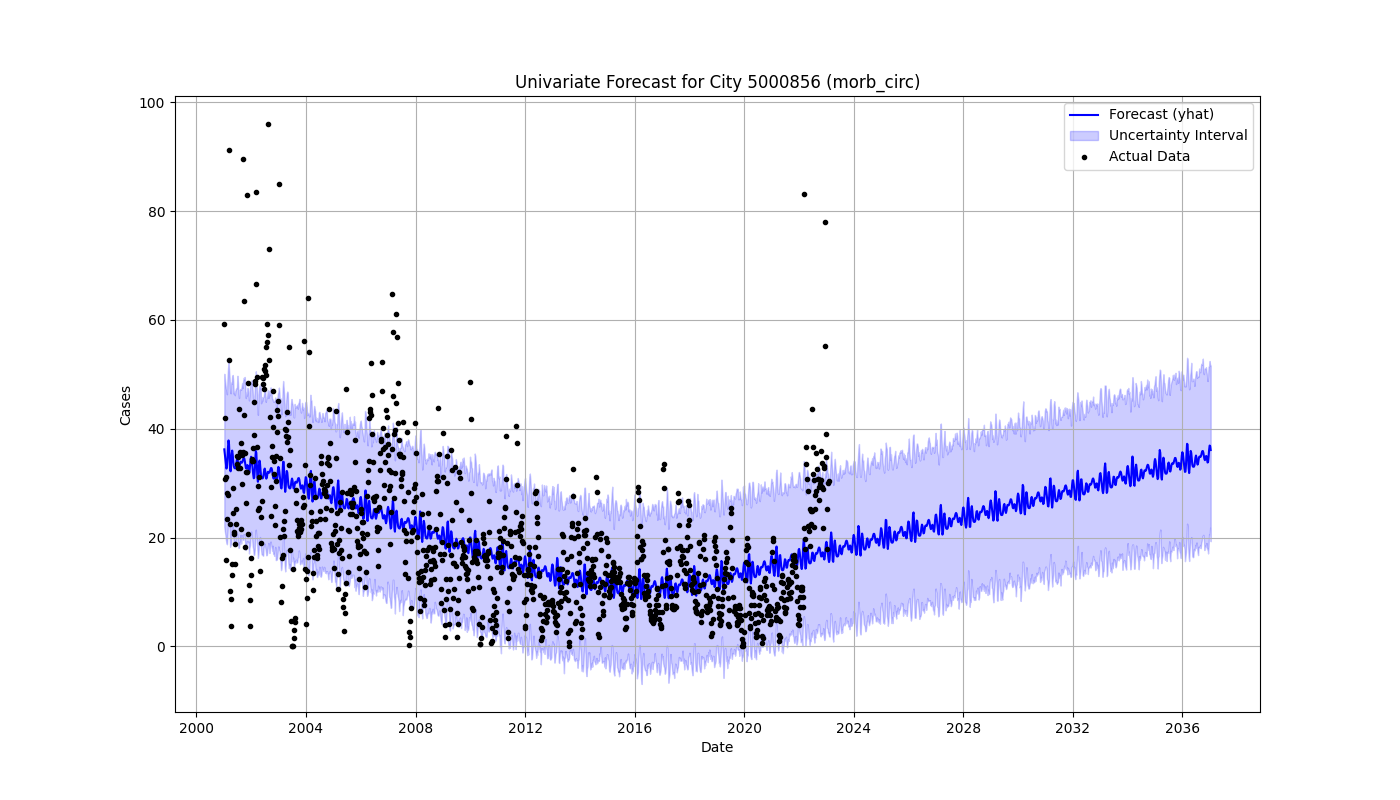 Univariate Forecast for City 5000856 (morb_circ)
Forecast (yhat)
Uncertainty Interval
Actual Data
100
80
60
40
20
0
Cases
2000 2004 2008 2012 2016 2020 2024 2028 2032 2036
Date